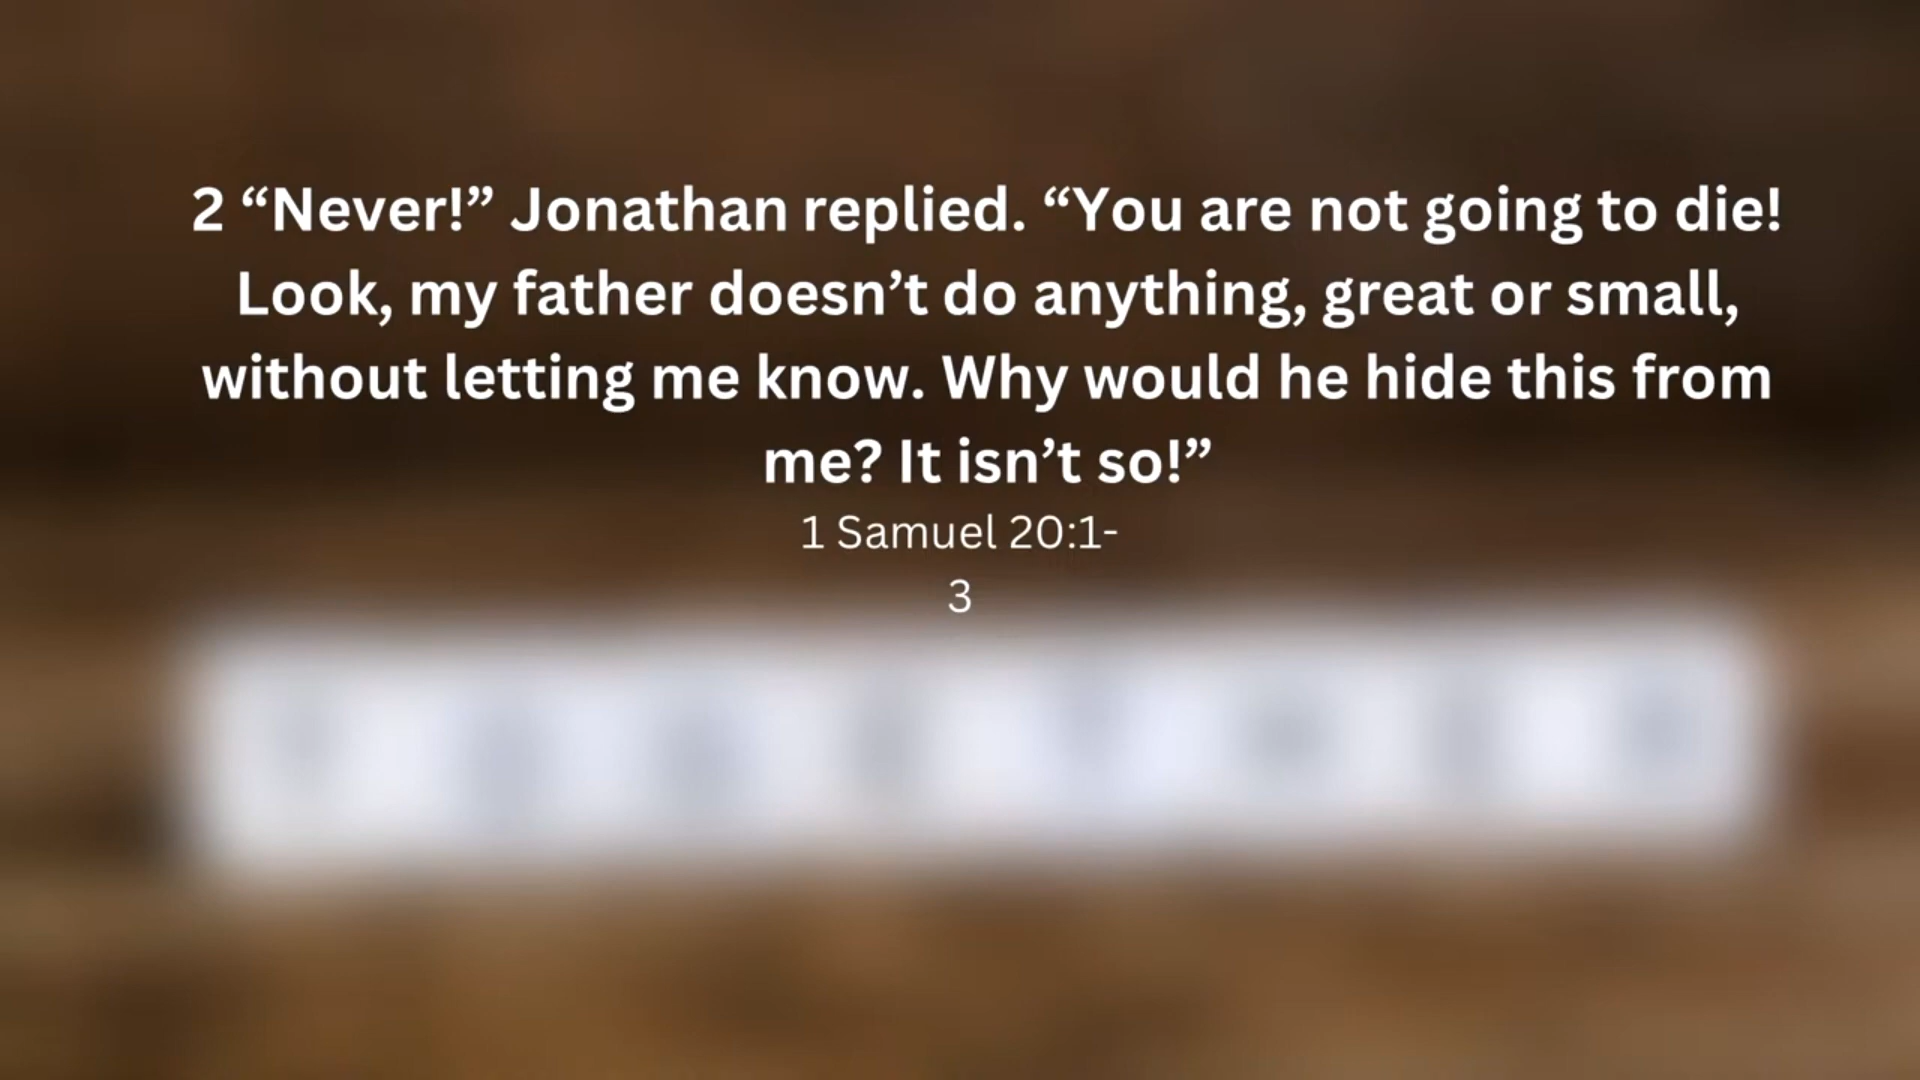 2 “Never!” Jonathan replied. “You are not going to die!
Look, my father doesn’t do anything, great or small,
without letting me know. Why would he hide this from
me? It isn’t so!”
1 Samuel 20:1-
3